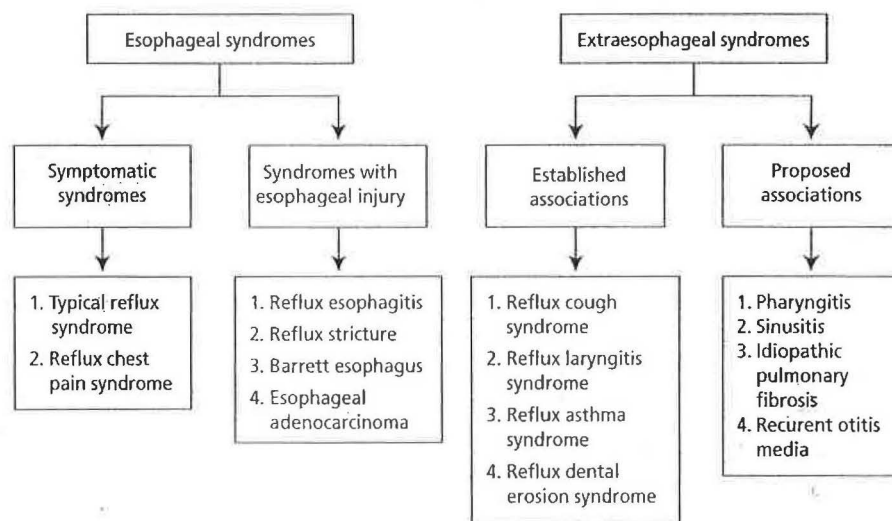 Esophageal syndromes
Extraesophageal syndromes
Symptomatic
syndromes
Syndromes with
esophageal injury
Established
associations
Proposed
associations
1. Typical reflux
syndrome
2. Reflux chest
pain syndrome
1. Reflux esophagitis
2. Reflux stricture
3. Barrett esophagus
4. Esophageal
adenocarcinoma
1. Reflux cough
syndrome
2. Reflux laryngitis
syndrome
3. Reflux asthma
syndrome
4. Reflux dental
erosion syndrome
1. Pharyngitis
2. Sinusitis
3. Idiopathic
pulmonary
fibrosis
4. Recurent otitis
media